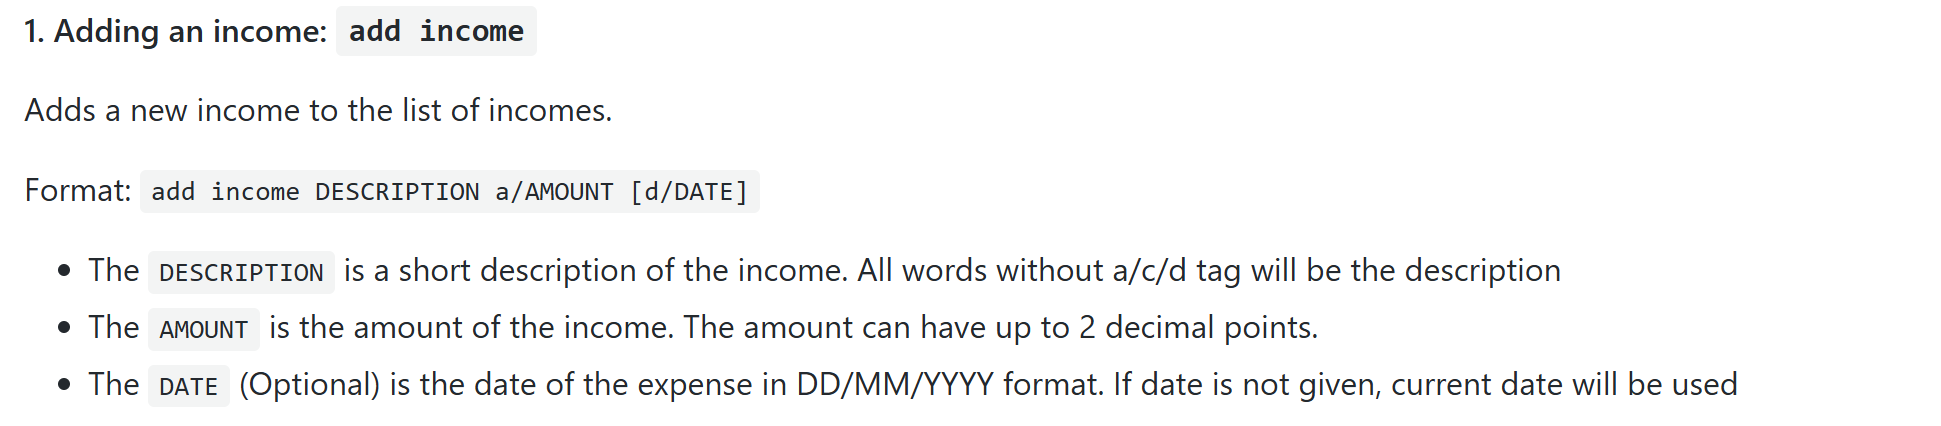 1. Adding an income: add income
Adds a new income to the list of incomes.
Format: add income DESCRIPTION a/AMOUNT [d/DATE]
• The DESCRIPTION is a short description of the income. All words without a/c/d tag will be the description
• The AMOUNT is the amount of the income. The amount can have up to 2 decimal points.
• The DATE (Optional) is the date of the expense in DD/MM/YYYY format. If date is not given, current date will be used